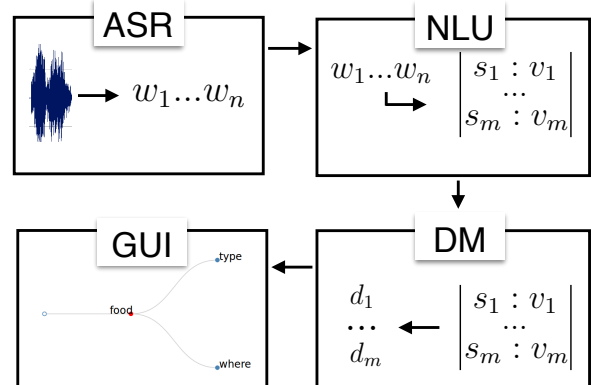 ASR
w₁...wₙ
NLU
w₁...wₙ
s₁ : v₁
...
sₘ : vₘ
GUI
type
food
where
DM
d₁
...
dₘ
s₁ : v₁
...
sₘ : vₘ